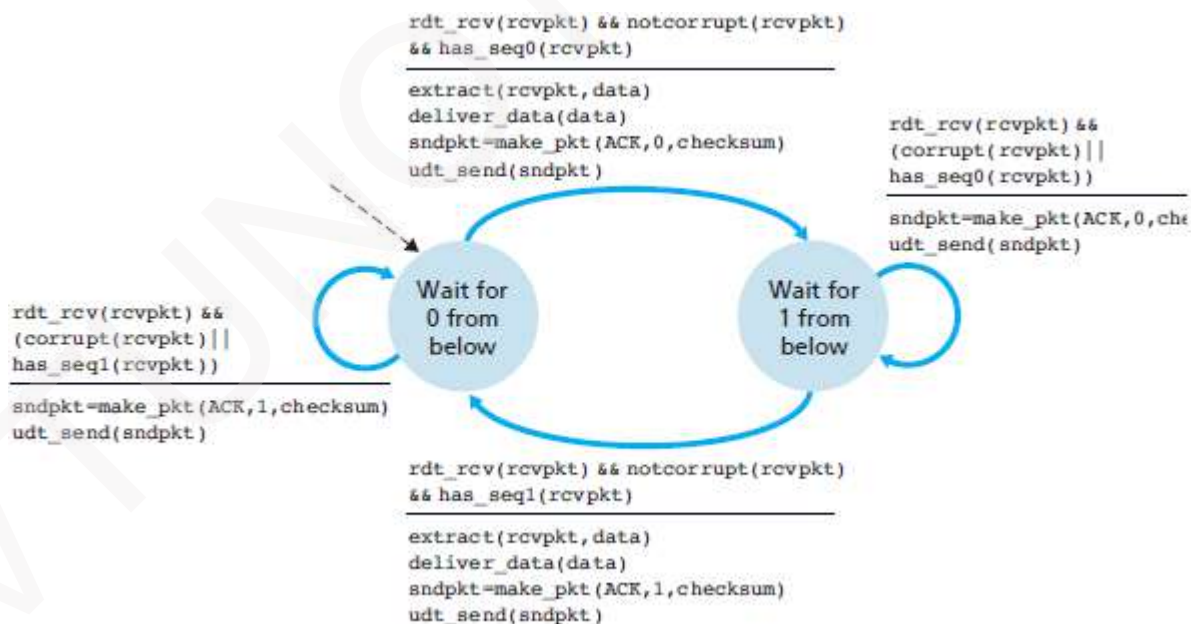 rdt_rcv(rcvpkt) && notcorrupt(rcvpkt)
&& has_seq0(rcvpkt)
extract(rcvpkt,data)
deliver_data(data)
sndpkt=make_pkt(ACK,0,checksum)
udt_send(sndpkt)
rdt_rcv(rcvpkt) &&
(corrupt(rcvpkt)||
has_seq0(rcvpkt))
sndpkt=make_pkt(ACK,0,che
udt_send(sndpkt)
Wait for
0 from
below
Wait for
1 from
below
rdt_rcv(rcvpkt) &&
(corrupt(rcvpkt)||
has_seq1(rcvpkt))
sndpkt=make_pkt(ACK,1,checksum)
udt_send(sndpkt)
rdt_rcv(rcvpkt) && notcorrupt(rcvpkt)
&& has_seq1(rcvpkt)
extract(rcvpkt,data)
deliver_data(data)
sndpkt=make_pkt(ACK,1,checksum)
udt_send(sndpkt)